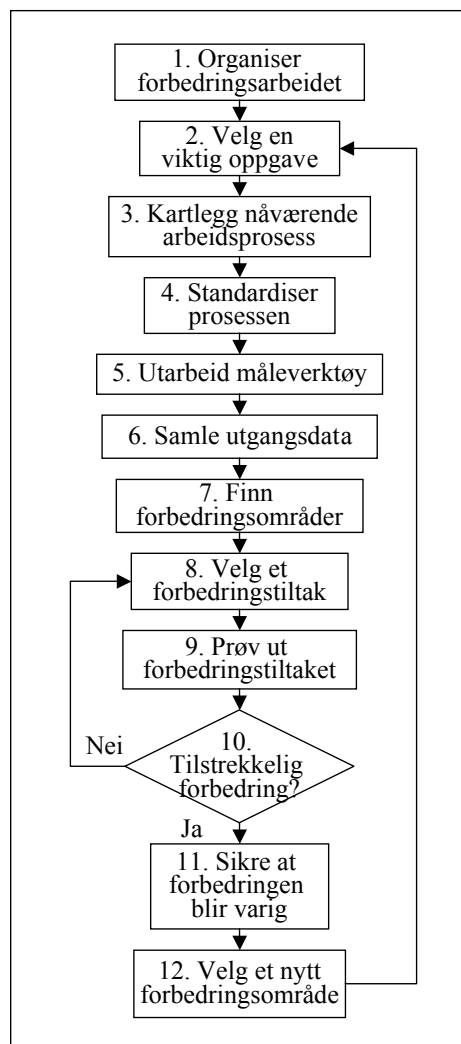 1. Organiser
forbedringsarbeidet
2. Velg en
viktig oppgave
3. Kartlegg nåværende
arbeidsprosess
4. Standardiser
prosessen
5. Utarbeid måleverktøy
6. Samle utgangsdata
7. Finn
forbedringsområder
8. Velg et
forbedringstiltak
9. Prøv ut
forbedringstiltaket
Nei
10.
Tilstrekkelig
forbedring?
Ja
11. Sikre at
forbedringen
blir varig
12. Velg et nytt
forbedringsområde